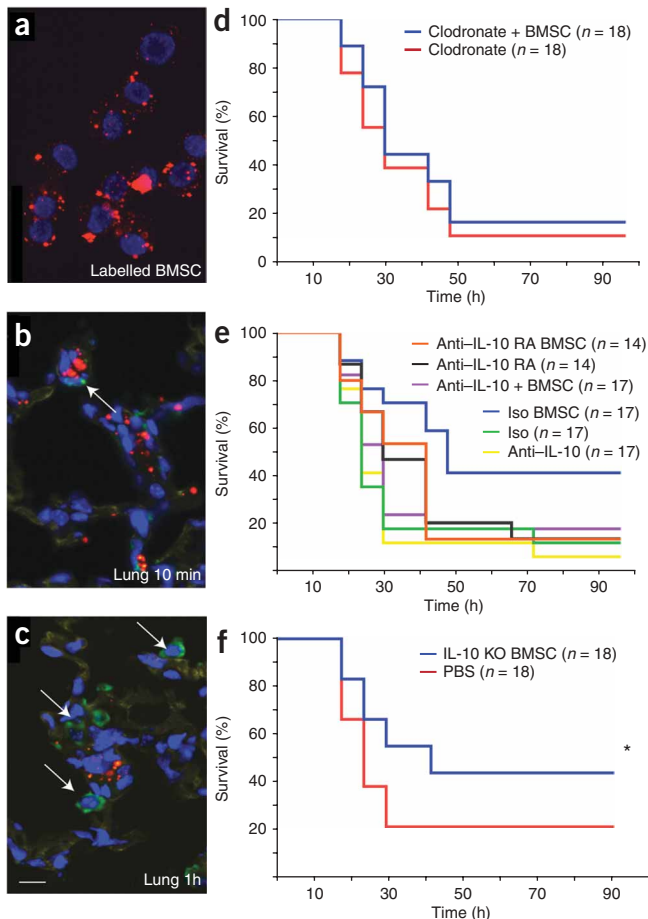 a
Labelled BMSC
b
Lung 10 min
c
Lung 1h
d
Clodronate + BMSC (n = 18)
Clodronate (n = 18)
Survival (%)
100
80
60
40
20
0
10 30 50 70 90
Time (h)
e
Anti–IL-10 RA BMSC (n = 14)
Anti–IL-10 RA (n = 14)
Anti–IL-10 + BMSC (n = 17)
Iso BMSC (n = 17)
Iso (n = 17)
Anti–IL-10 (n = 17)
Survival (%)
100
80
60
40
20
10 30 50 70 90
Time (h)
f
IL-10 KO BMSC (n = 18)
PBS (n = 18)
*
Survival (%)
100
80
60
40
20
10 30 50 70 90
Time (h)